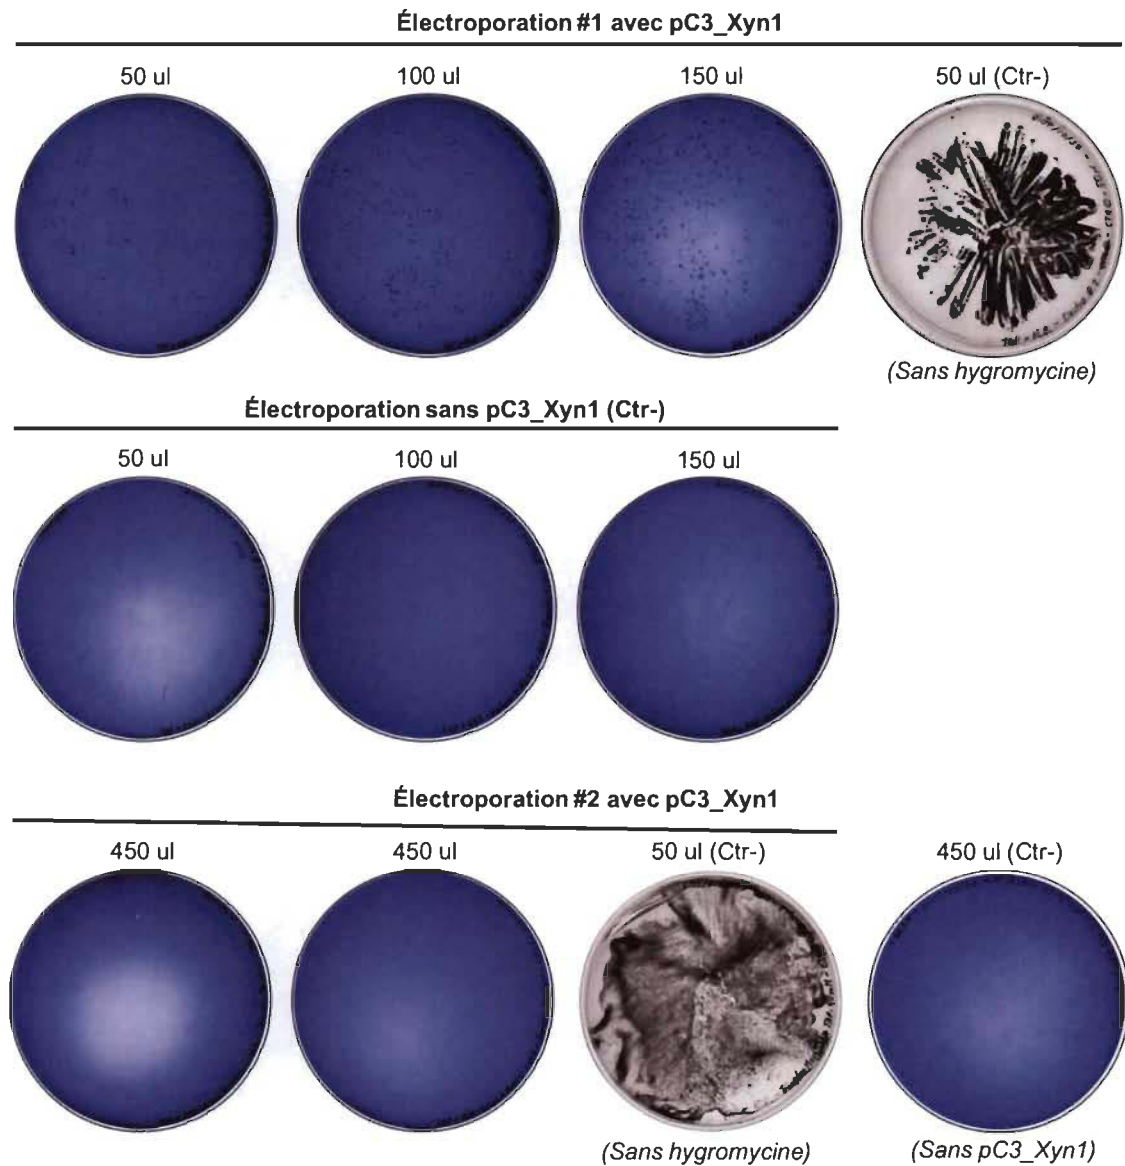 Électroporation #1 avec pC3_Xyn1
50 ul
100 ul
150 ul
50 ul (Ctr-)
(Sans hygromycine)
Électroporation sans pC3_Xyn1 (Ctr-)
50 ul
100 ul
150 ul
Électroporation #2 avec pC3_Xyn1
450 ul
450 ul
50 ul (Ctr-)
450 ul (Ctr-)
(Sans hygromycine)
(Sans pC3_Xyn1)